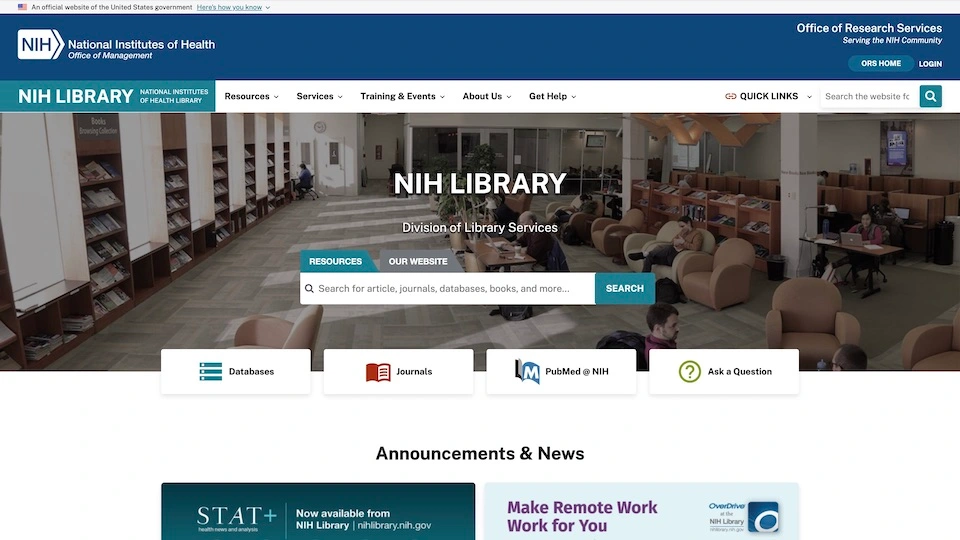 An official website of the United States government Here's how you know
NIH National Institutes of Health
Office of Management
Office of Research Services
Serving the NIH Community
ORS HOME LOGIN
NIH LIBRARY NATIONAL INSTITUTES
OF HEALTH LIBRARY
Resources Services Training & Events About Us Get Help QUICK LINKS Search the website fo
Books
Browsing Collection
NIH LIBRARY
Division of Library Services
RESOURCES OUR WEBSITE
Search for article, journals, databases, books, and more... SEARCH
Databases Journals PubMed @ NIH Ask a Question
Announcements & News
STAT+
health news and analysis
Now available from
NIH Library | nihlibrary.nih.gov
Make Remote Work
Work for You
OverDrive
at the
NIH Library
nihlibrary.nih.gov